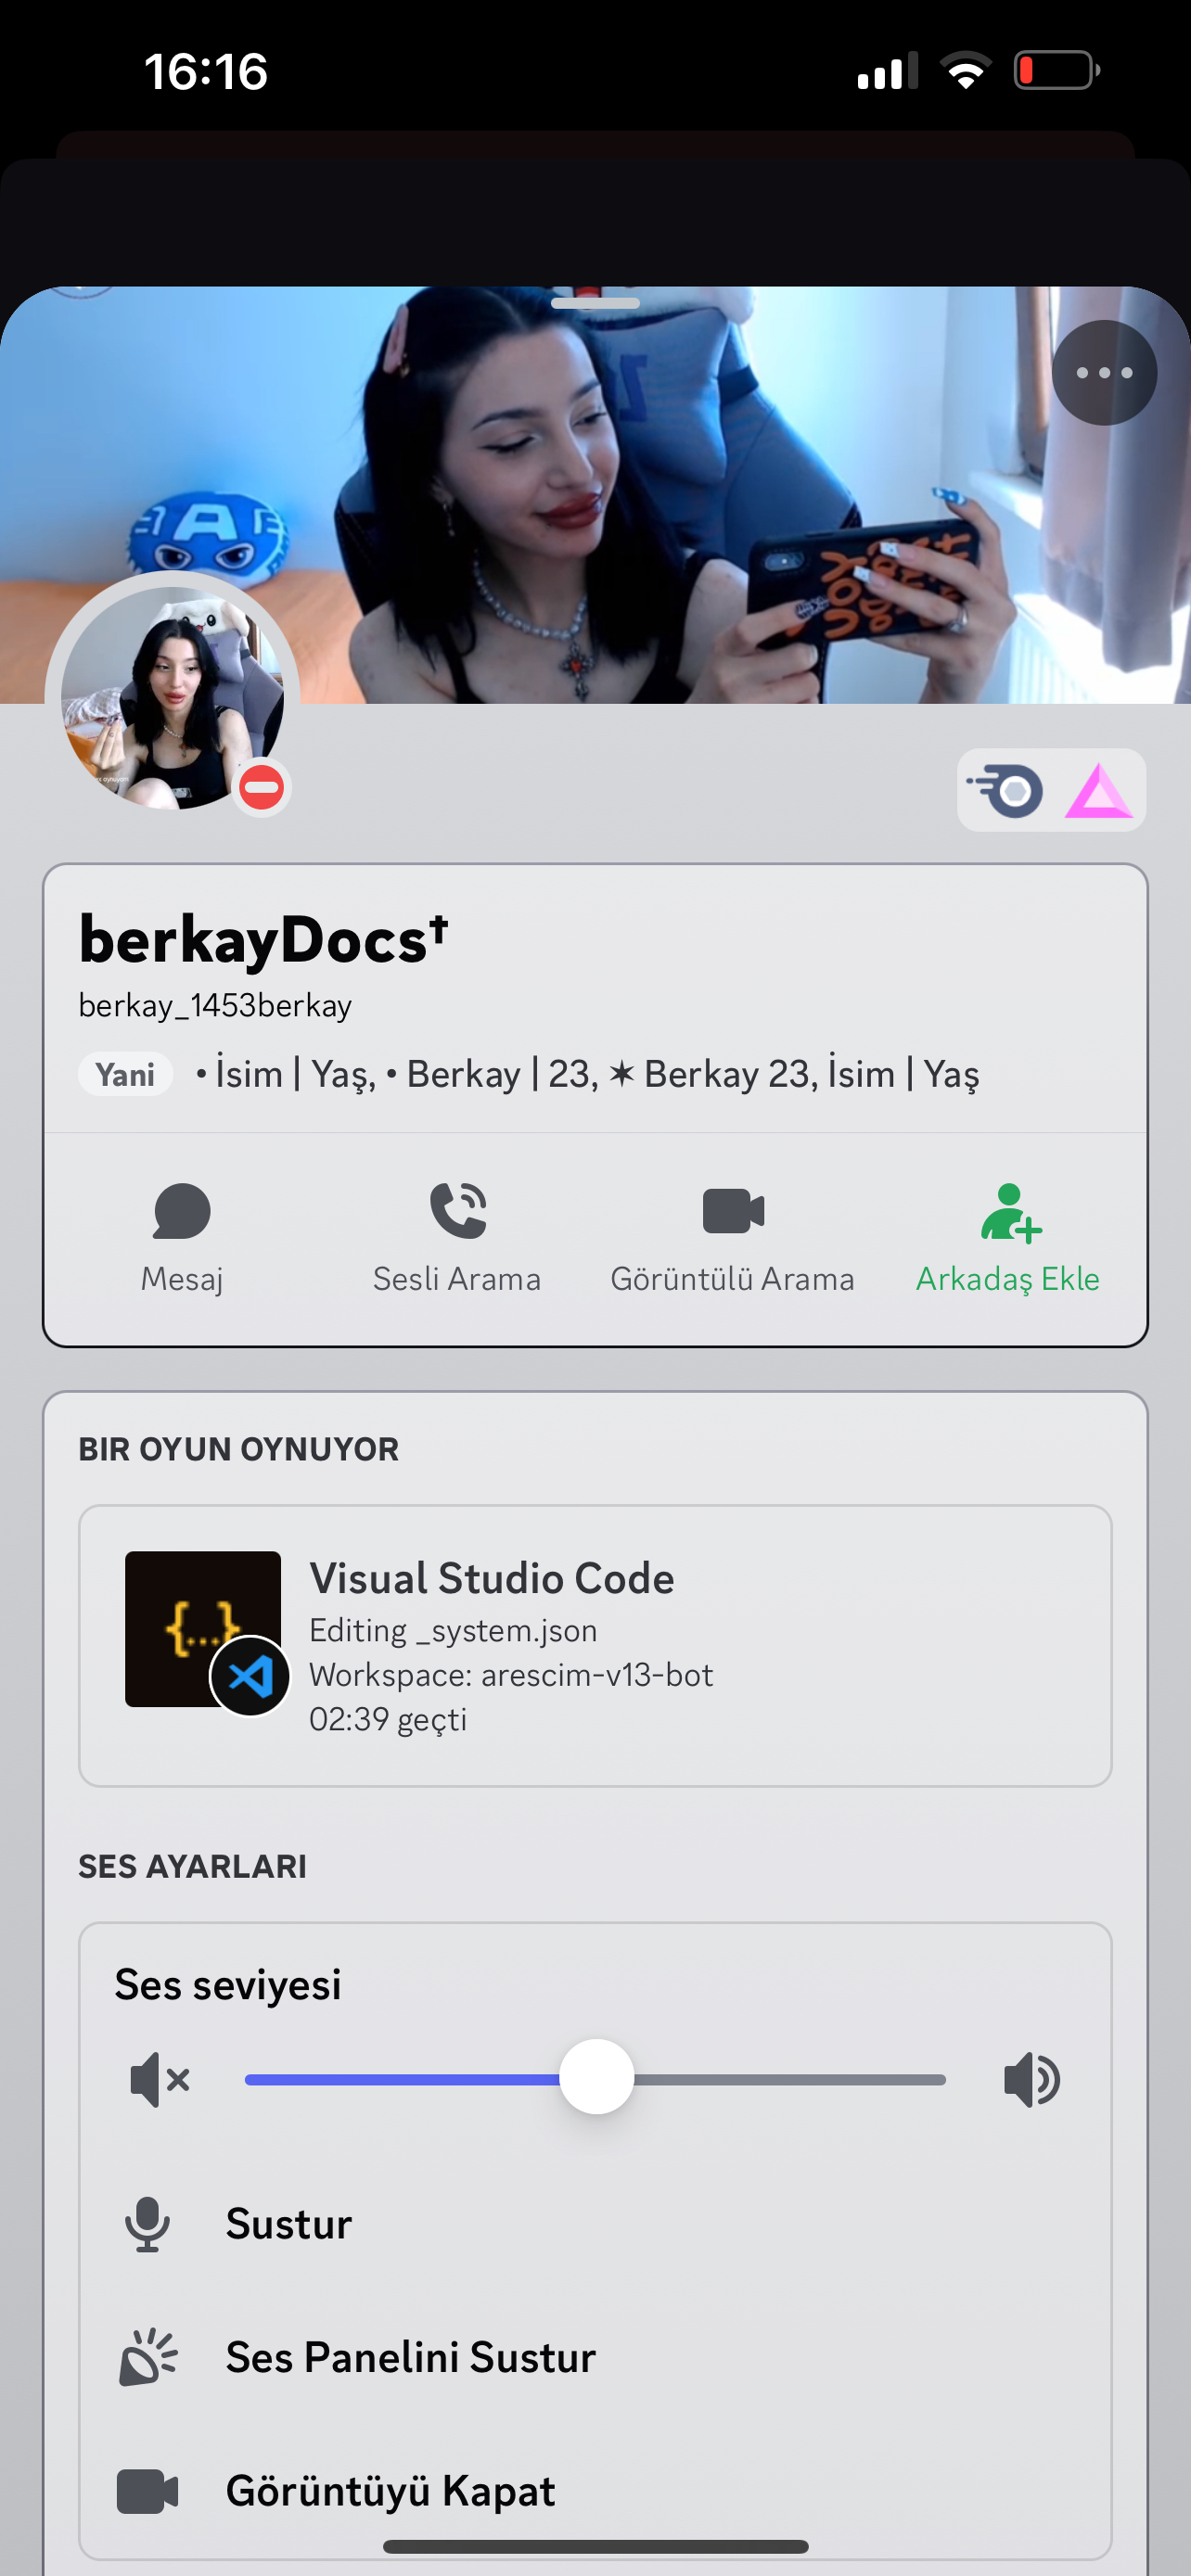 16:16
berkayDocs†
berkay_1453berkay
Yani • İsim | Yaş, • Berkay | 23, ✶ Berkay 23, İsim | Yaş
Mesaj
Sesli Arama
Görüntülü Arama
Arkadaş Ekle
BIR OYUN OYNUYOR
{...}
Visual Studio Code
Editing _system.json
Workspace: arescim-v13-bot
02:39 geçti
SES AYARLARI
Ses seviyesi
Sustur
Ses Panelini Sustur
Görüntüyü Kapat